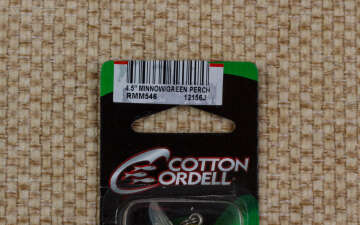 4.5" MINNOW/GREEN PERCH
RMM546 12156J
COTTON
CORDELL